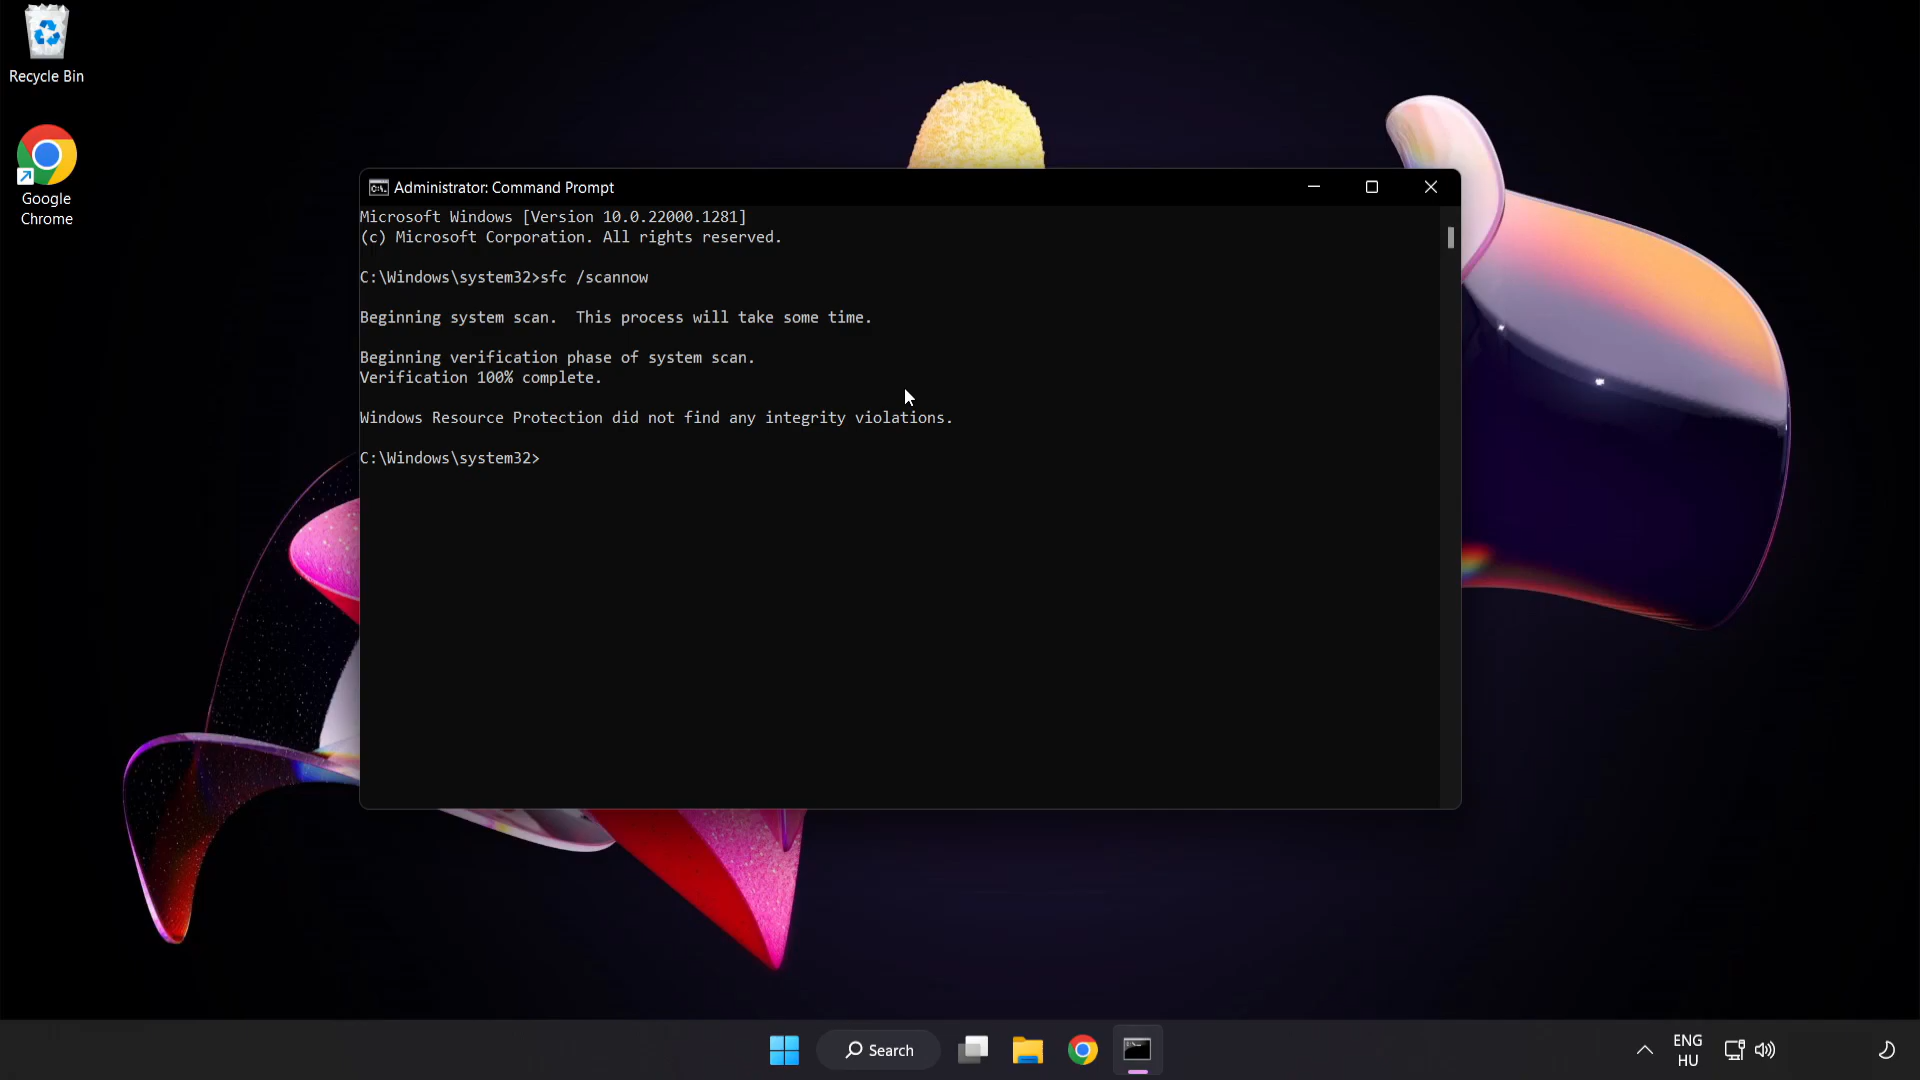 Recycle Bin
Google
Chrome
Administrator: Command Prompt
Microsoft Windows [Version 10.0.22000.1281]
(c) Microsoft Corporation. All rights reserved.
C:\Windows\system32>sfc /scannow
Beginning system scan.  This process will take some time.
Beginning verification phase of system scan.
Verification 100% complete.
Windows Resource Protection did not find any integrity violations.
C:\Windows\system32>
Search
ENG
HU